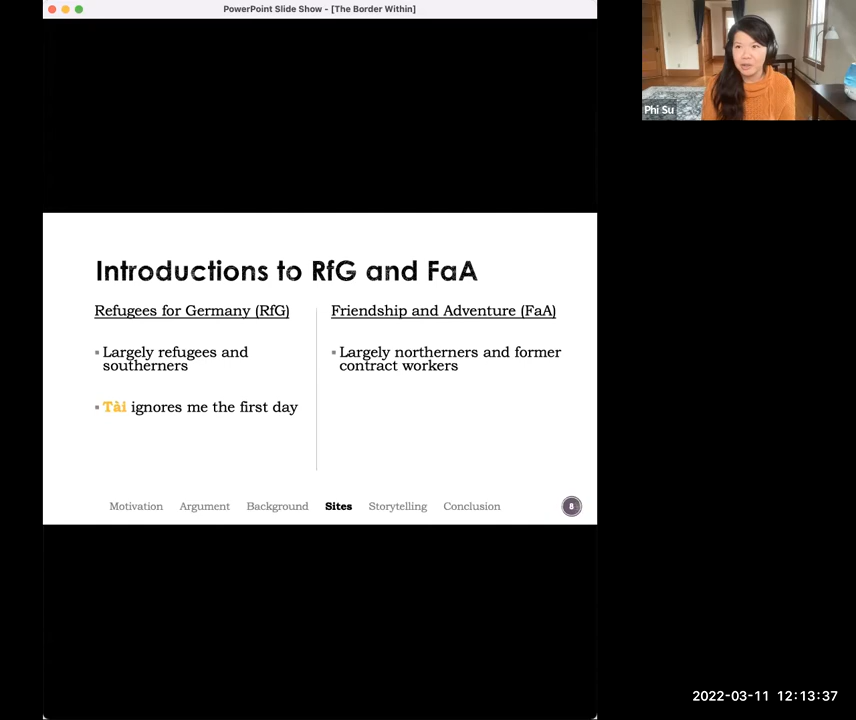 PowerPoint Slide Show - [The Border Within]
Phi Su
Introductions to RfG and FaA
Refugees for Germany (RfG)
▪ Largely refugees and
southerners
▪ Tài ignores me the first day
Friendship and Adventure (FaA)
▪ Largely northerners and former
contract workers
Motivation Argument Background Sites Storytelling Conclusion 8
2022-03-11 12:13:37